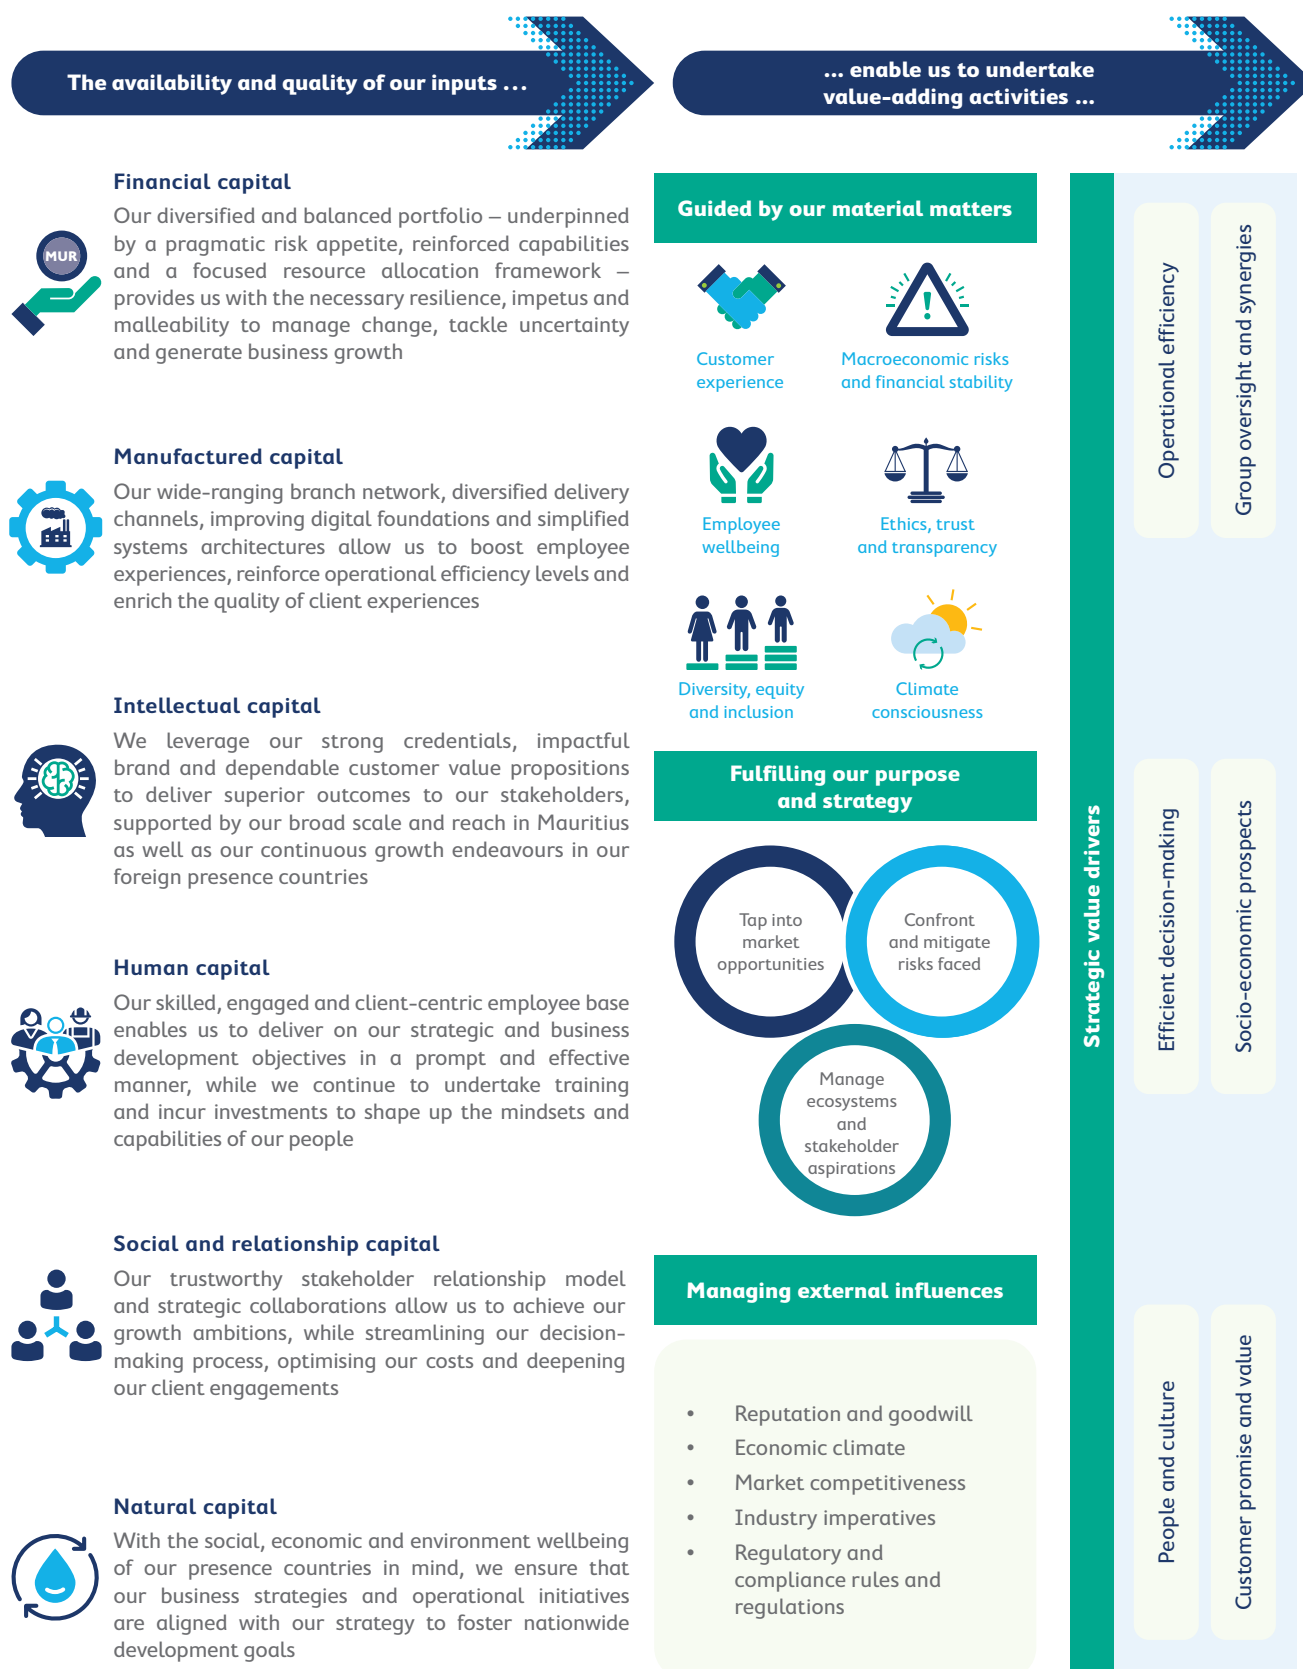 The availability and quality of our inputs ...
... enable us to undertake
value-adding activities ...
Financial capital
MUR
Our diversified and balanced portfolio – underpinned
by a pragmatic risk appetite, reinforced capabilities
and a focused resource allocation framework –
provides us with the necessary resilience, impetus and
malleability to manage change, tackle uncertainty
and generate business growth
Manufactured capital
Our wide-ranging branch network, diversified delivery
channels, improving digital foundations and simplified
systems architectures allow us to boost employee
experiences, reinforce operational efficiency levels and
enrich the quality of client experiences
Intellectual capital
We leverage our strong credentials, impactful
brand and dependable customer value propositions
to deliver superior outcomes to our stakeholders,
supported by our broad scale and reach in Mauritius
as well as our continuous growth endeavours in our
foreign presence countries
Human capital
Our skilled, engaged and client-centric employee base
enables us to deliver on our strategic and business
development objectives in a prompt and effective
manner, while we continue to undertake training
and incur investments to shape up the mindsets and
capabilities of our people
Social and relationship capital
Our trustworthy stakeholder relationship model
and strategic collaborations allow us to achieve our
growth ambitions, while streamlining our decision-
making process, optimising our costs and deepening
our client engagements
Natural capital
With the social, economic and environment wellbeing
of our presence countries in mind, we ensure that
our business strategies and operational initiatives
are aligned with our strategy to foster nationwide
development goals
Guided by our material matters
Customer
experience
Macroeconomic risks
and financial stability
Employee
wellbeing
Ethics, trust
and transparency
Diversity, equity
and inclusion
Climate
consciousness
Fulfilling our purpose
and strategy
Tap into
market
opportunities
Confront
and mitigate
risks faced
Manage
ecosystems
and
stakeholder
aspirations
Managing external influences
• Reputation and goodwill
• Economic climate
• Market competitiveness
• Industry imperatives
• Regulatory and
compliance rules and
regulations
Strategic value drivers
Operational efficiency
Group oversight and synergies
Efficient decision-making
Socio-economic prospects
People and culture
Customer promise and value